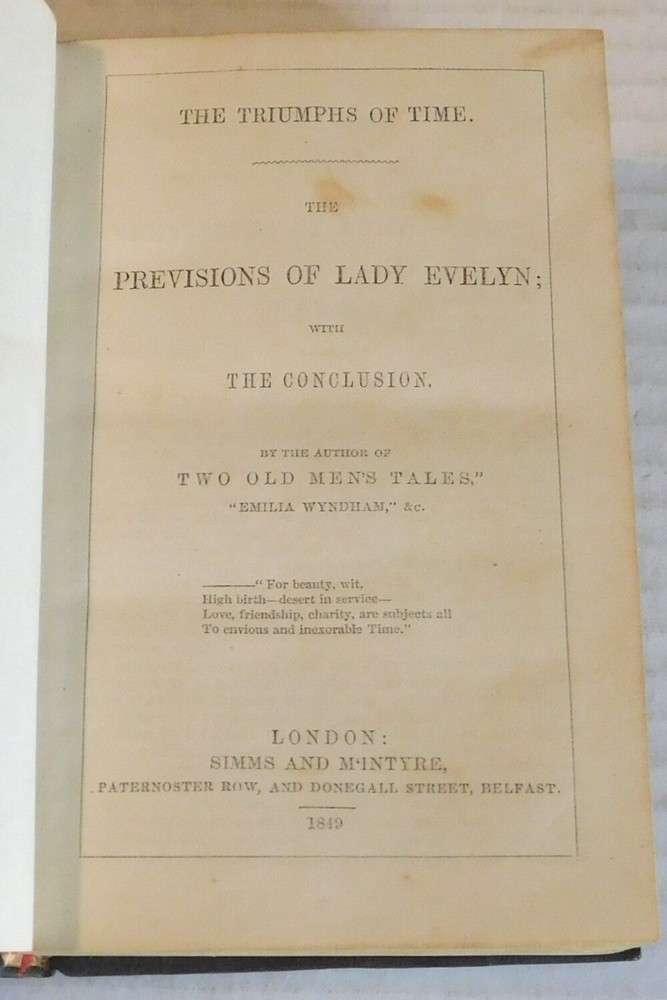 THE TRIUMPHS OF TIME.
THE
PREVISIONS OF LADY EVELYN;
WITH
THE CONCLUSION.
BY THE AUTHOR OF
TWO OLD MEN'S TALES,"
"EMILIA WYNDHAM," &c.
———" For beauty, wit,
High birth—desert in service—
Love, friendship, charity, are subjects all
To envious and inexorable Time."
LONDON:
SIMMS AND M‘INTYRE,
PATERNOSTER ROW, AND DONEGALL STREET, BELFAST.
1849